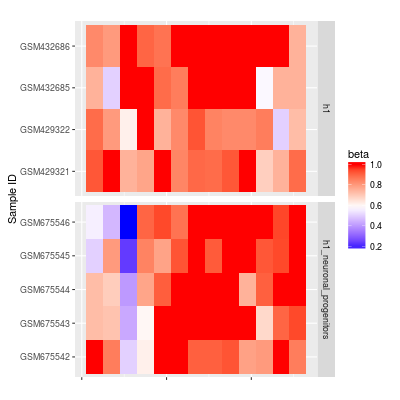 Sample ID
GSM432686
GSM432685
GSM429322
GSM429321
h1
GSM675546
GSM675545
GSM675544
GSM675543
GSM675542
h1_neuronal_progenitors
beta
1.0
0.8
0.6
0.4
0.2